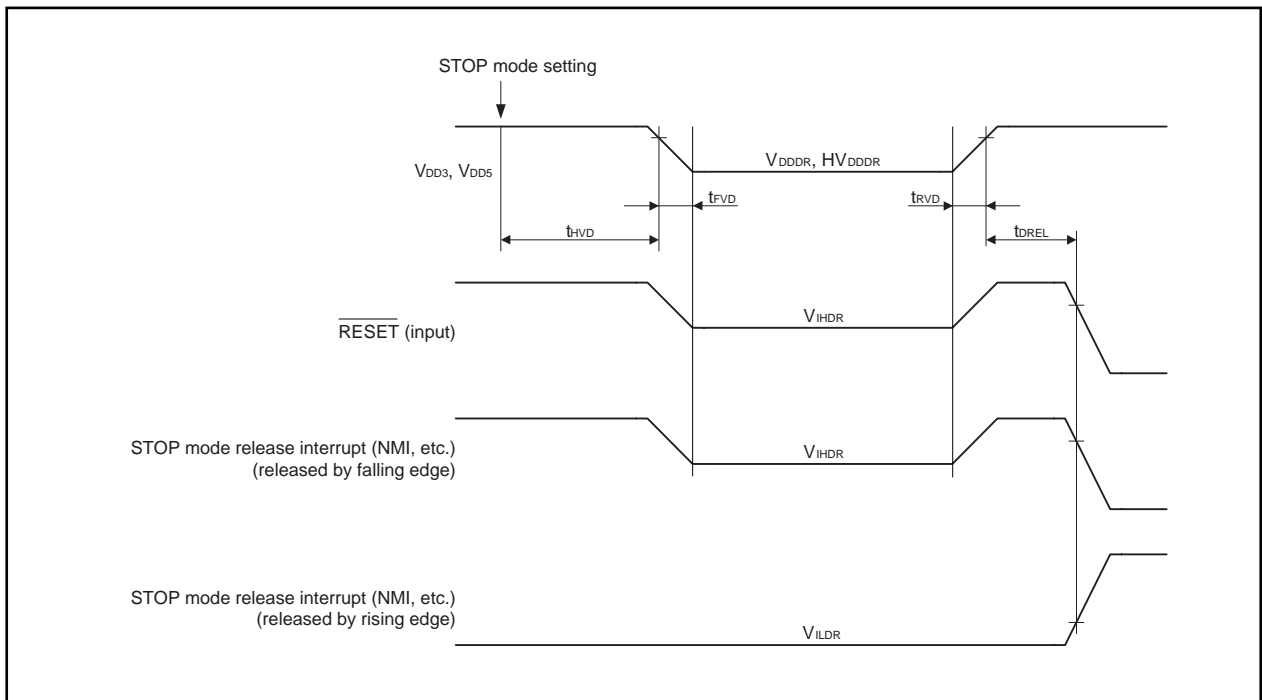 STOP mode setting
VDD3, VDD5
VDDDR, HVDDDR
tFVD
tRVD
tHVD
tDREL
RESET (input)
VIHDR
STOP mode release interrupt (NMI, etc.)
(released by falling edge)
VIHDR
STOP mode release interrupt (NMI, etc.)
(released by rising edge)
VILDR